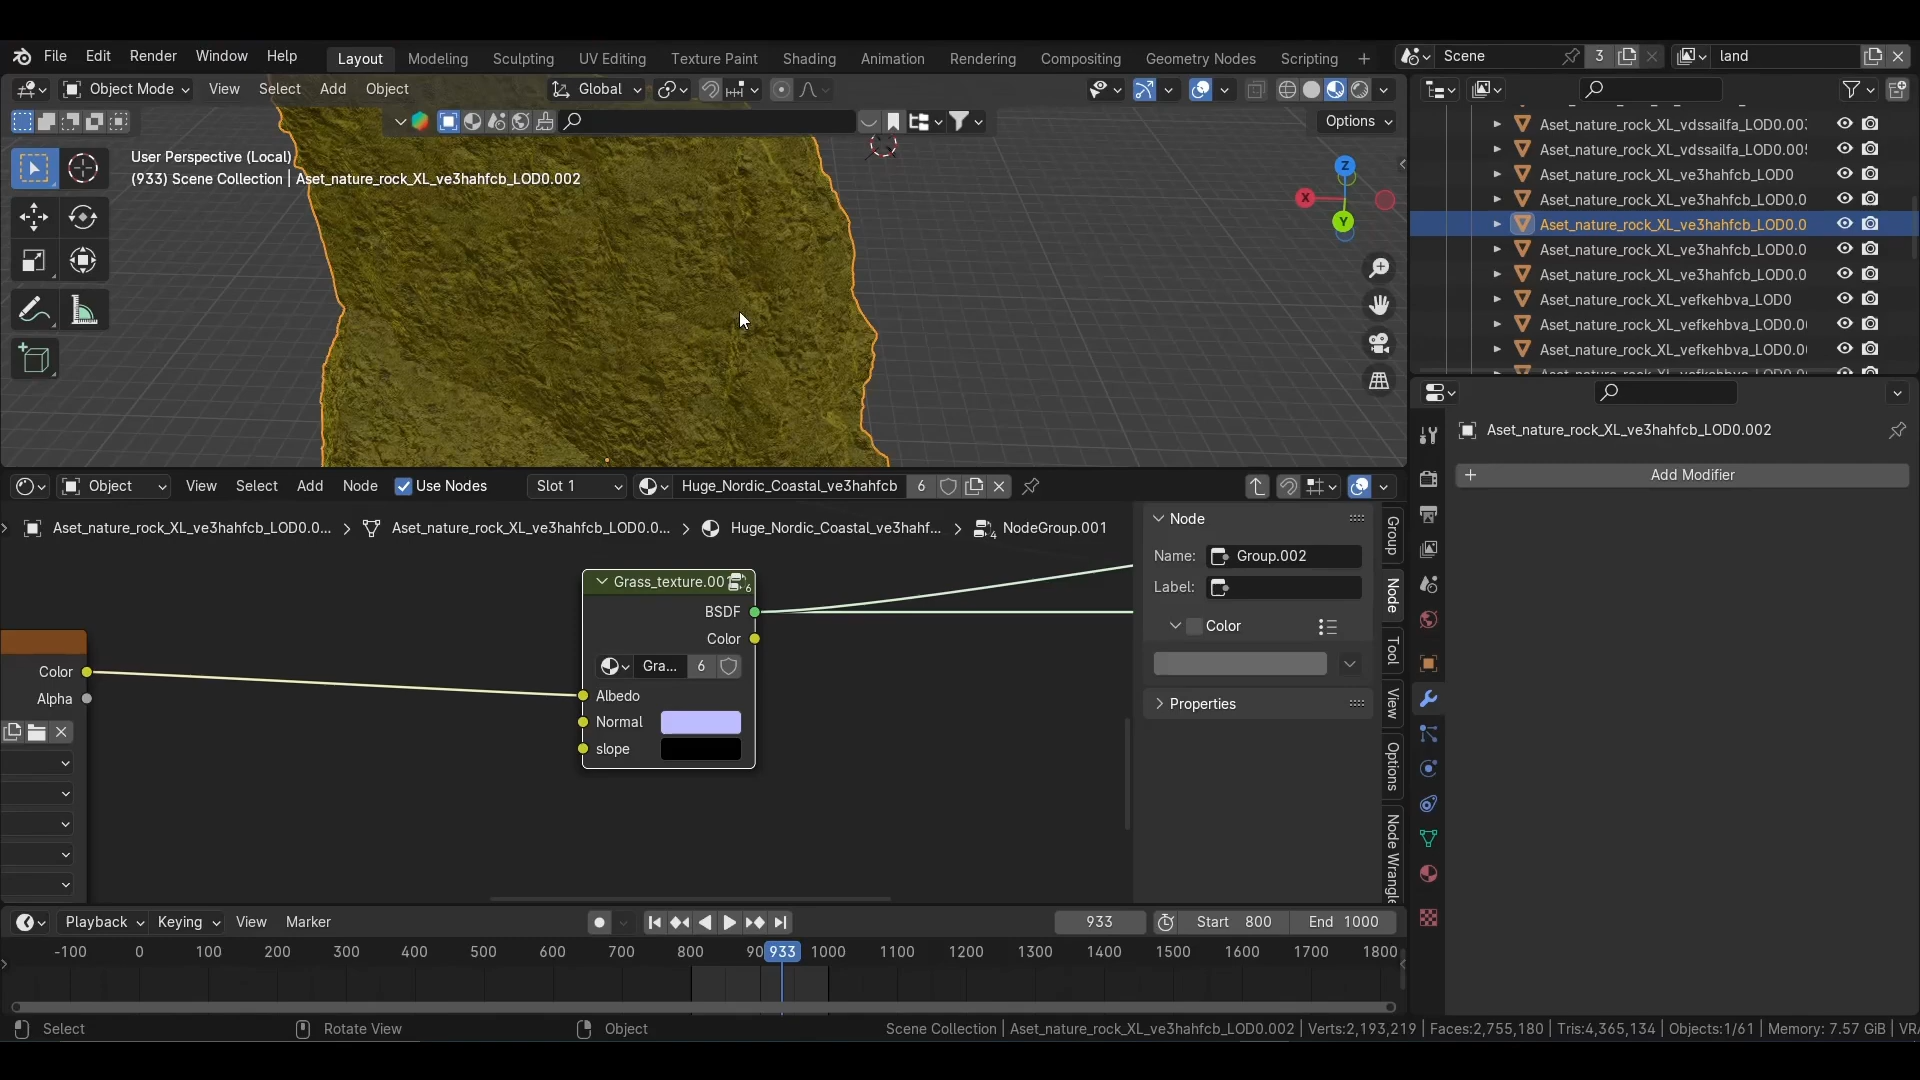 File Edit Render Window Help Layout Modeling Sculpting UV Editing Texture Paint Shading Animation Rendering Compositing Geometry Nodes Scripting + Scene 3 land
Object Mode View Select Add Object Global
Options
User Perspective (Local)
(933) Scene Collection | Aset_nature_rock_XL_ve3hahfcb_LOD0.002
Z
X
Y
Aset_nature_rock_XL_vdssailfa_LOD0.00
Aset_nature_rock_XL_vdssailfa_LOD0.00
Aset_nature_rock_XL_ve3hahfcb_LOD0
Aset_nature_rock_XL_ve3hahfcb_LOD0.0
Aset_nature_rock_XL_ve3hahfcb_LOD0.0
Aset_nature_rock_XL_ve3hahfcb_LOD0.0
Aset_nature_rock_XL_ve3hahfcb_LOD0.0
Aset_nature_rock_XL_vefkehbva_LOD0
Aset_nature_rock_XL_vefkehbva_LOD0.0
Aset_nature_rock_XL_vefkehbva_LOD0.0
Aset_nature_rock_XL_ve3hahfcb_LOD0.002
+ Add Modifier
Object View Select Add Node Use Nodes Slot 1 Huge_Nordic_Coastal_ve3hahfcb 6
Aset_nature_rock_XL_ve3hahfcb_LOD0.0... > Aset_nature_rock_XL_ve3hahfcb_LOD0.0... > Huge_Nordic_Coastal_ve3hahf... > 4 NodeGroup.001
Color
Alpha
Grass_texture.00 6
BSDF
Color
Gra... 6
Albedo
Normal
slope
Node
Name: Group.002
Label:
Color
Properties
Group
Node
Tool
View
Options
Node Wrangle
Playback Keying View Marker 933 Start 800 End 1000
-100 0 100 200 300 400 500 600 700 800 90 933 1000 1100 1200 1300 1400 1500 1600 1700 1800
Select Rotate View Object Scene Collection | Aset_nature_rock_XL_ve3hahfcb_LOD0.002 | Verts:2,193,219 | Faces:2,755,180 | Tris:4,365,134 | Objects:1/61 | Memory: 7.57 GiB | VR